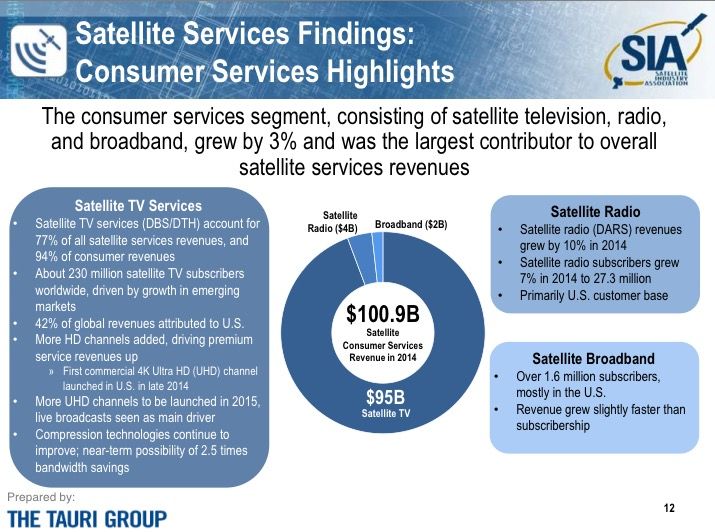 Satellite Services Findings:
Consumer Services Highlights
SIA
SATELLITE
INDUSTRY
ASSOCIATION
The consumer services segment, consisting of satellite television, radio,
and broadband, grew by 3% and was the largest contributor to overall
satellite services revenues
Satellite TV Services
• Satellite TV services (DBS/DTH) account for
77% of all satellite services revenues, and
94% of consumer revenues
• About 230 million satellite TV subscribers
worldwide, driven by growth in emerging
markets
• 42% of global revenues attributed to U.S.
• More HD channels added, driving premium
service revenues up
» First commercial 4K Ultra HD (UHD) channel
launched in U.S. in late 2014
• More UHD channels to be launched in 2015,
live broadcasts seen as main driver
• Compression technologies continue to
improve; near-term possibility of 2.5 times
bandwidth savings
Satellite
Radio ($4B)
Broadband ($2B)
$100.9B
Satellite
Consumer Services
Revenue in 2014
$95B
Satellite TV
Satellite Radio
• Satellite radio (DARS) revenues
grew by 10% in 2014
• Satellite radio subscribers grew
7% in 2014 to 27.3 million
• Primarily U.S. customer base
Satellite Broadband
• Over 1.6 million subscribers,
mostly in the U.S.
• Revenue grew slightly faster than
subscribership
Prepared by:
THE TAURI GROUP
12